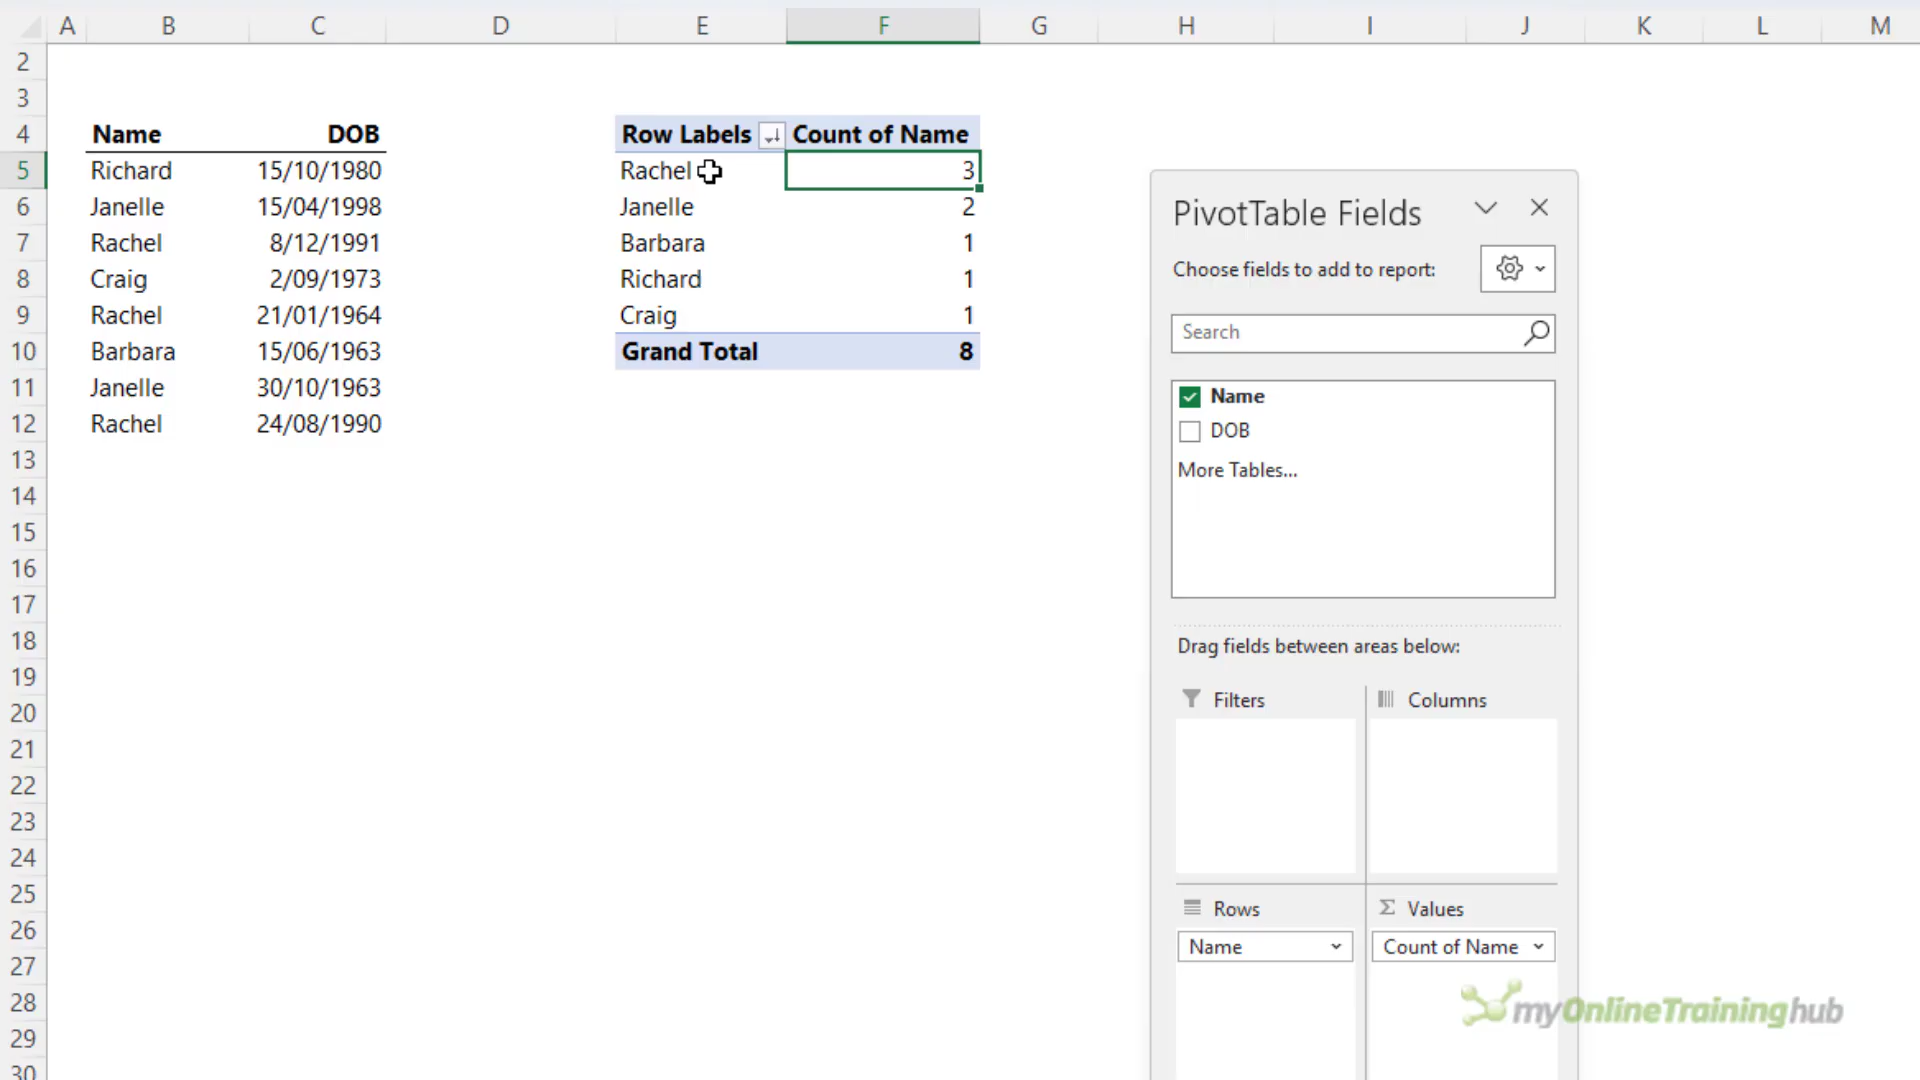 A B C D E F G H I J K L M
2
3
4 Name DOB Row Labels Count of Name
5 Richard 15/10/1980 Rachel 3
6 Janelle 15/04/1998 Janelle 2
7 Rachel 8/12/1991 Barbara 1
8 Craig 2/09/1973 Richard 1
9 Rachel 21/01/1964 Craig 1
10 Barbara 15/06/1963 Grand Total 8
11 Janelle 30/10/1963
12 Rachel 24/08/1990
13
14
15
16
17
18
19
20
21
22
23
24
25
26
27
28
29
30
PivotTable Fields
Choose fields to add to report:
Search
Name
DOB
More Tables...
Drag fields between areas below:
Filters Columns
Rows Values
Name Count of Name
myOnlineTraininghub